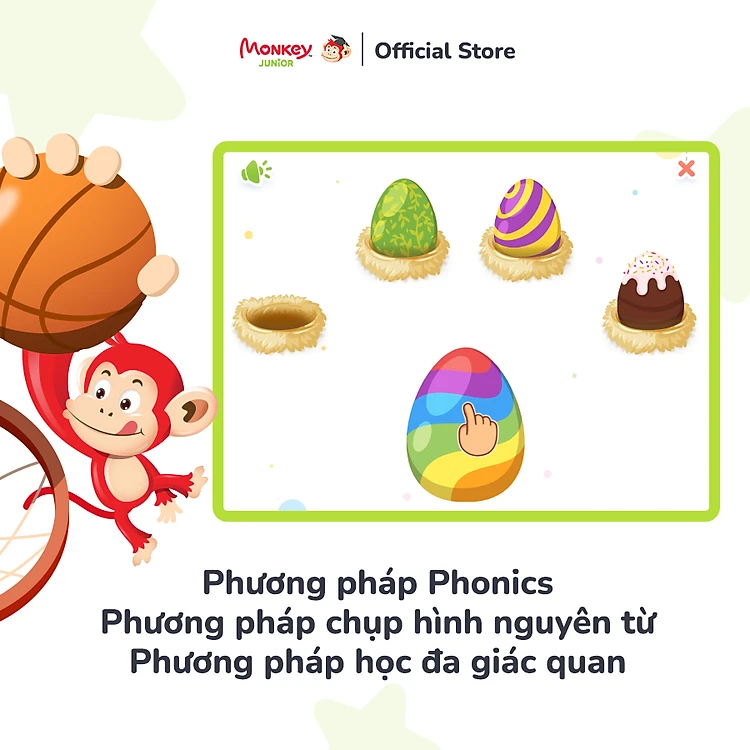 MONKEY
JUNIOR
Official Store
Phương pháp Phonics
Phương pháp chụp hình nguyên từ
Phương pháp học đa giác quan